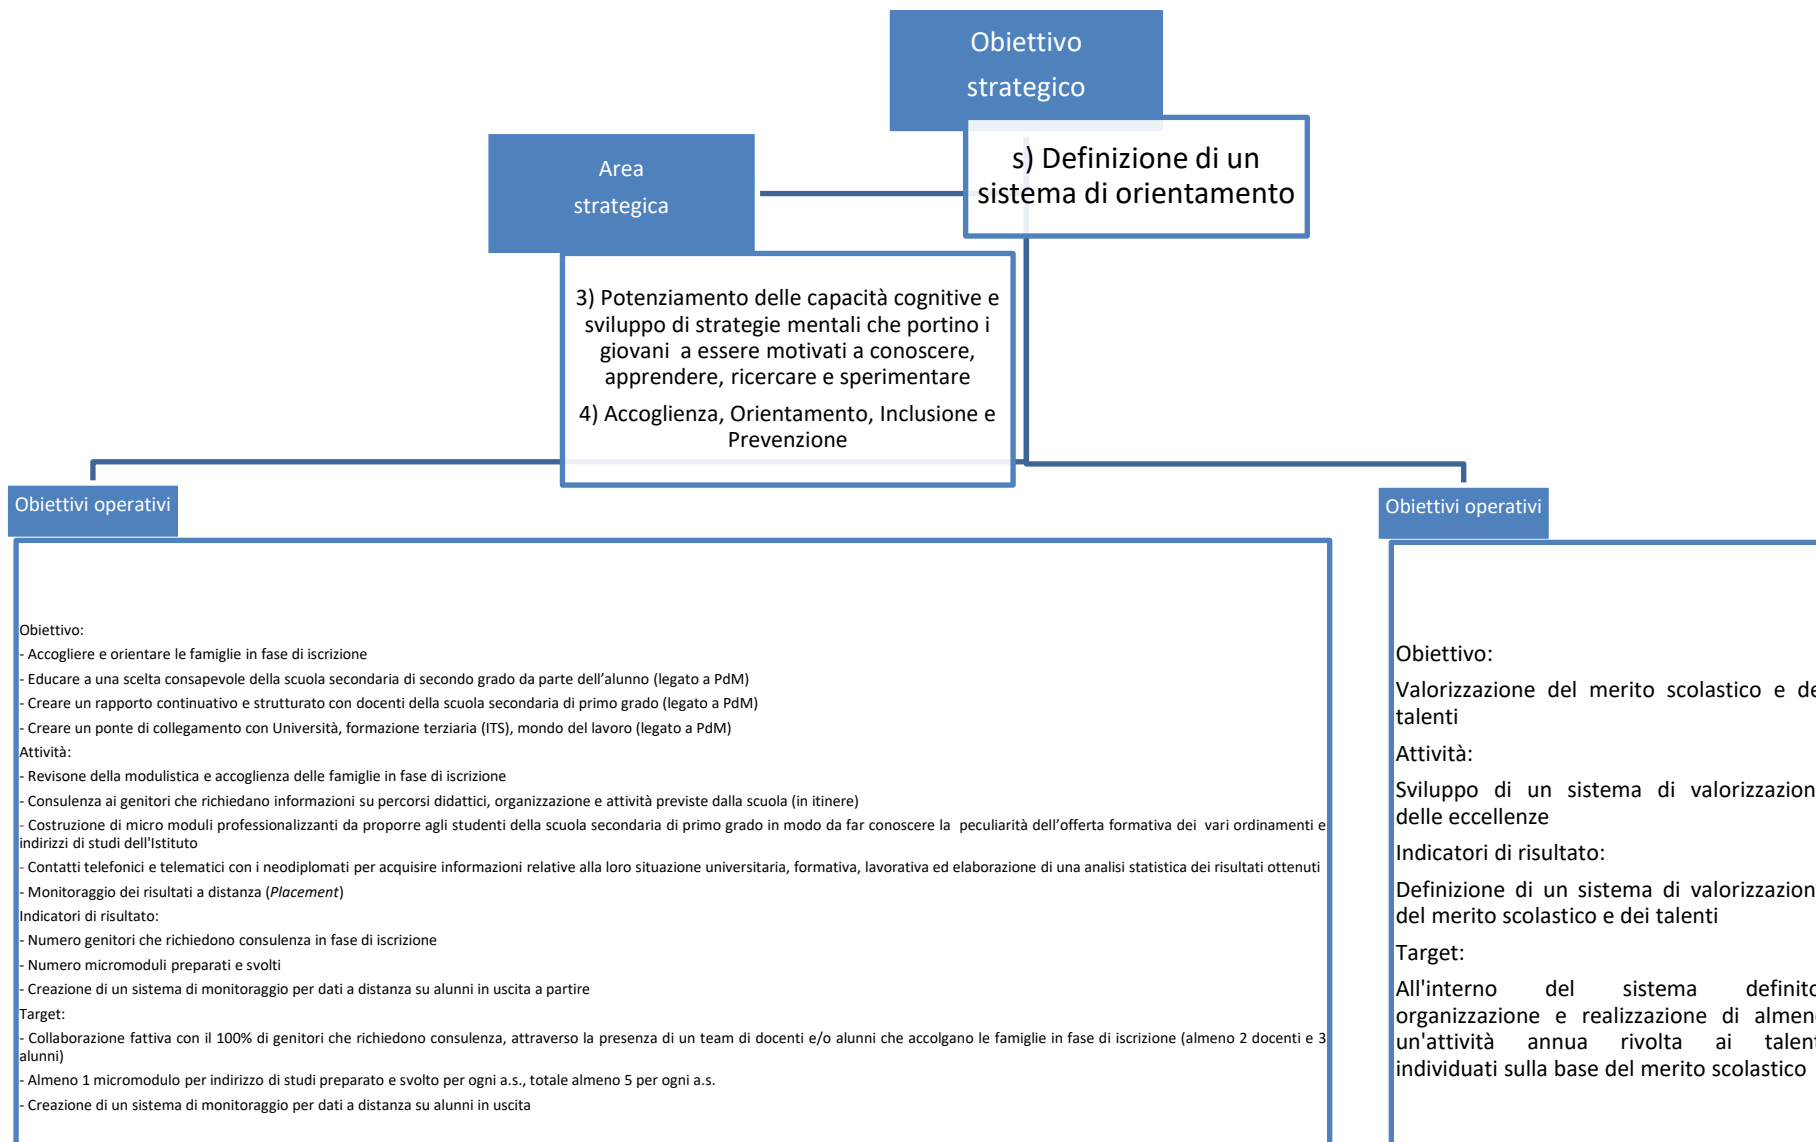 Obiettivo
strategico
s) Definizione di un
sistema di orientamento
Area
strategica
3) Potenziamento delle capacità cognitive e
sviluppo di strategie mentali che portino i
giovani a essere motivati a conoscere,
apprendere, ricercare e sperimentare
4) Accoglienza, Orientamento, Inclusione e
Prevenzione
Obiettivi operativi
Obiettivo:
- Accogliere e orientare le famiglie in fase di iscrizione
- Educare a una scelta consapevole della scuola secondaria di secondo grado da parte dell’alunno (legato a PdM)
- Creare un rapporto continuativo e strutturato con docenti della scuola secondaria di primo grado (legato a PdM)
- Creare un ponte di collegamento con Università, formazione terziaria (ITS), mondo del lavoro (legato a PdM)
Attività:
- Revisone della modulistica e accoglienza delle famiglie in fase di iscrizione
- Consulenza ai genitori che richiedano informazioni su percorsi didattici, organizzazione e attività previste dalla scuola (in itinere)
- Costruzione di micro moduli professionalizzanti da proporre agli studenti della scuola secondaria di primo grado in modo da far conoscere la peculiarità dell’offerta formativa dei vari ordinamenti e
indirizzi di studi dell'Istituto
- Contatti telefonici e telematici con i neodiplomati per acquisire informazioni relative alla loro situazione universitaria, formativa, lavorativa ed elaborazione di una analisi statistica dei risultati ottenuti
- Monitoraggio dei risultati a distanza (Placement)
Indicatori di risultato:
- Numero genitori che richiedono consulenza in fase di iscrizione
- Numero micromoduli preparati e svolti
- Creazione di un sistema di monitoraggio per dati a distanza su alunni in uscita a partire
Target:
- Collaborazione fattiva con il 100% di genitori che richiedono consulenza, attraverso la presenza di un team di docenti e/o alunni che accolgano le famiglie in fase di iscrizione (almeno 2 docenti e 3
alunni)
- Almeno 1 micromodulo per indirizzo di studi preparato e svolto per ogni a.s., totale almeno 5 per ogni a.s.
- Creazione di un sistema di monitoraggio per dati a distanza su alunni in uscita
Obiettivi operativi
Obiettivo:
Valorizzazione del merito scolastico e de
talenti
Attività:
Sviluppo di un sistema di valorizzazion
delle eccellenze
Indicatori di risultato:
Definizione di un sistema di valorizzazion
del merito scolastico e dei talenti
Target:
All'interno del sistema definito
organizzazione e realizzazione di almen
un'attività annua rivolta ai talent
individuati sulla base del merito scolastico